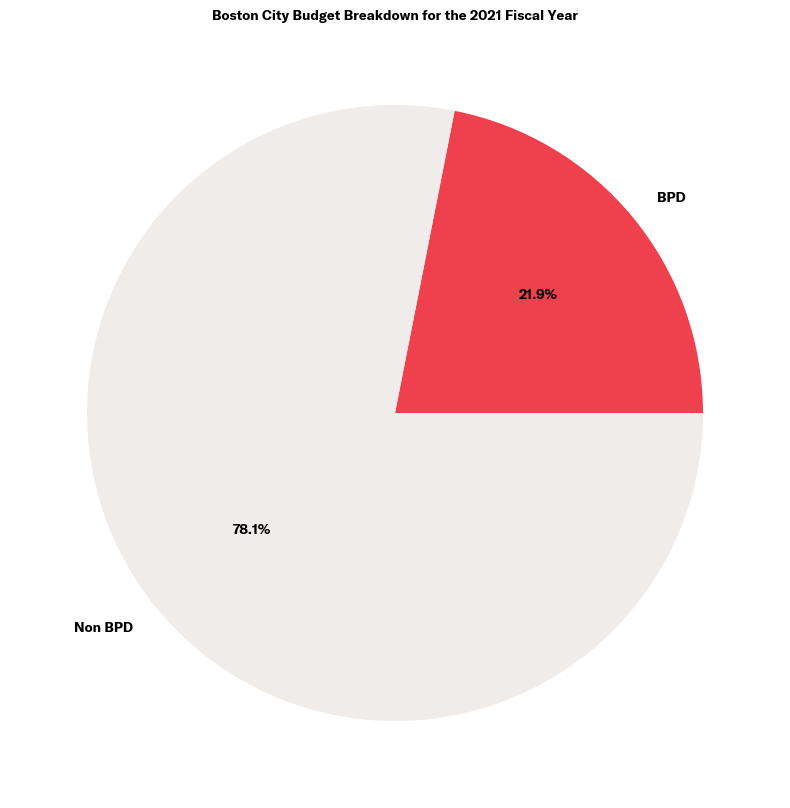 Boston City Budget Breakdown for the 2021 Fiscal Year
BPD
21.9%
78.1%
Non BPD